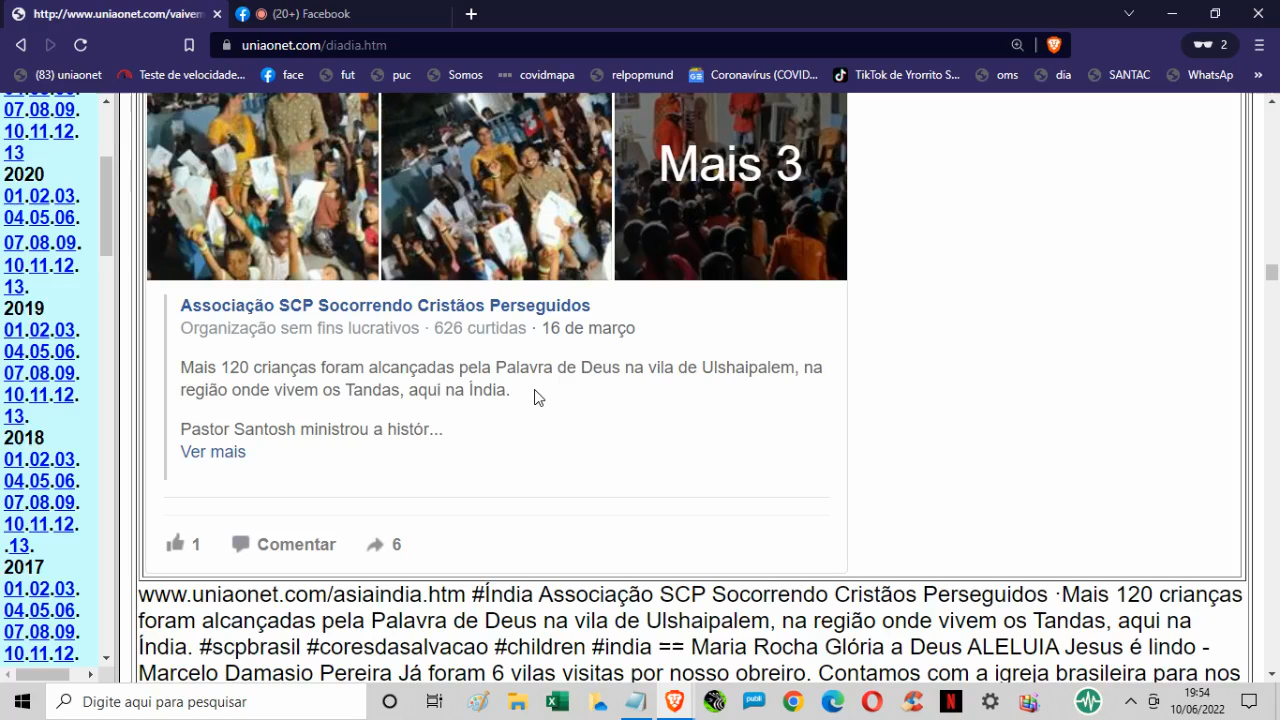 http://www.uniaonet.com/vaivem
(20+) Facebook
uniaonet.com/diadia.htm
2
(83) uniaonet
Teste de velocidade...
face
fut
puc
Somos
covidmapa
relpopmund
Coronavírus (COVID...
TikTok de Yrorrito S...
oms
dia
SANTAC
WhatsApp
»
07.08.09.
10.11.12.
13
2020
01.02.03.
04.05.06.
07.08.09.
10.11.12.
13.
2019
01.02.03.
04.05.06.
07.08.09.
10.11.12.
13.
2018
01.02.03.
04.05.06.
07.08.09.
10.11.12.
.13.
2017
01.02.03.
04.05.06.
07.08.09.
10.11.12.
Mais 3
Associação SCP Socorrendo Cristãos Perseguidos
Organização sem fins lucrativos · 626 curtidas · 16 de março
Mais 120 crianças foram alcançadas pela Palavra de Deus na vila de Ulshaipalem, na
região onde vivem os Tandas, aqui na Índia.
Pastor Santosh ministrou a histór...
Ver mais
1
Comentar
6
www.uniaonet.com/asiaindia.htm #Índia Associação SCP Socorrendo Cristãos Perseguidos ·Mais 120 crianças
foram alcançadas pela Palavra de Deus na vila de Ulshaipalem, na região onde vivem os Tandas, aqui na
Índia. #scpbrasil #coresdasalvacao #children #india == Maria Rocha Glória a Deus ALELUIA Jesus é lindo -
Marcelo Damasio Pereira Já foram 6 vilas visitas por nosso obreiro. Contamos com a igreja brasileira para nos
Digite aqui para pesquisar
publi
N
19:54
10/06/2022